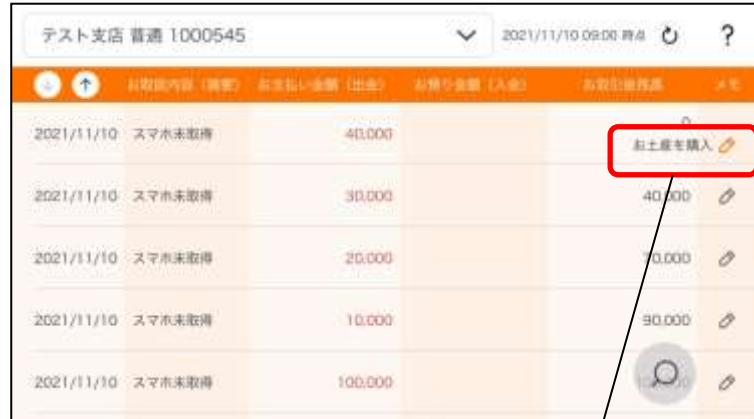 テスト支店 普通 1000545
2021/11/10 09:00 時点 ?
お取引内容（摘要） お支払い金額（出金） お預り金額（入金） お取引後残高 メモ
2021/11/10 スマホ未取得 40,000 0
お土産を購入
2021/11/10 スマホ未取得 30,000 40,000
2021/11/10 スマホ未取得 20,000 70,000
2021/11/10 スマホ未取得 10,000 90,000
2021/11/10 スマホ未取得 100,000